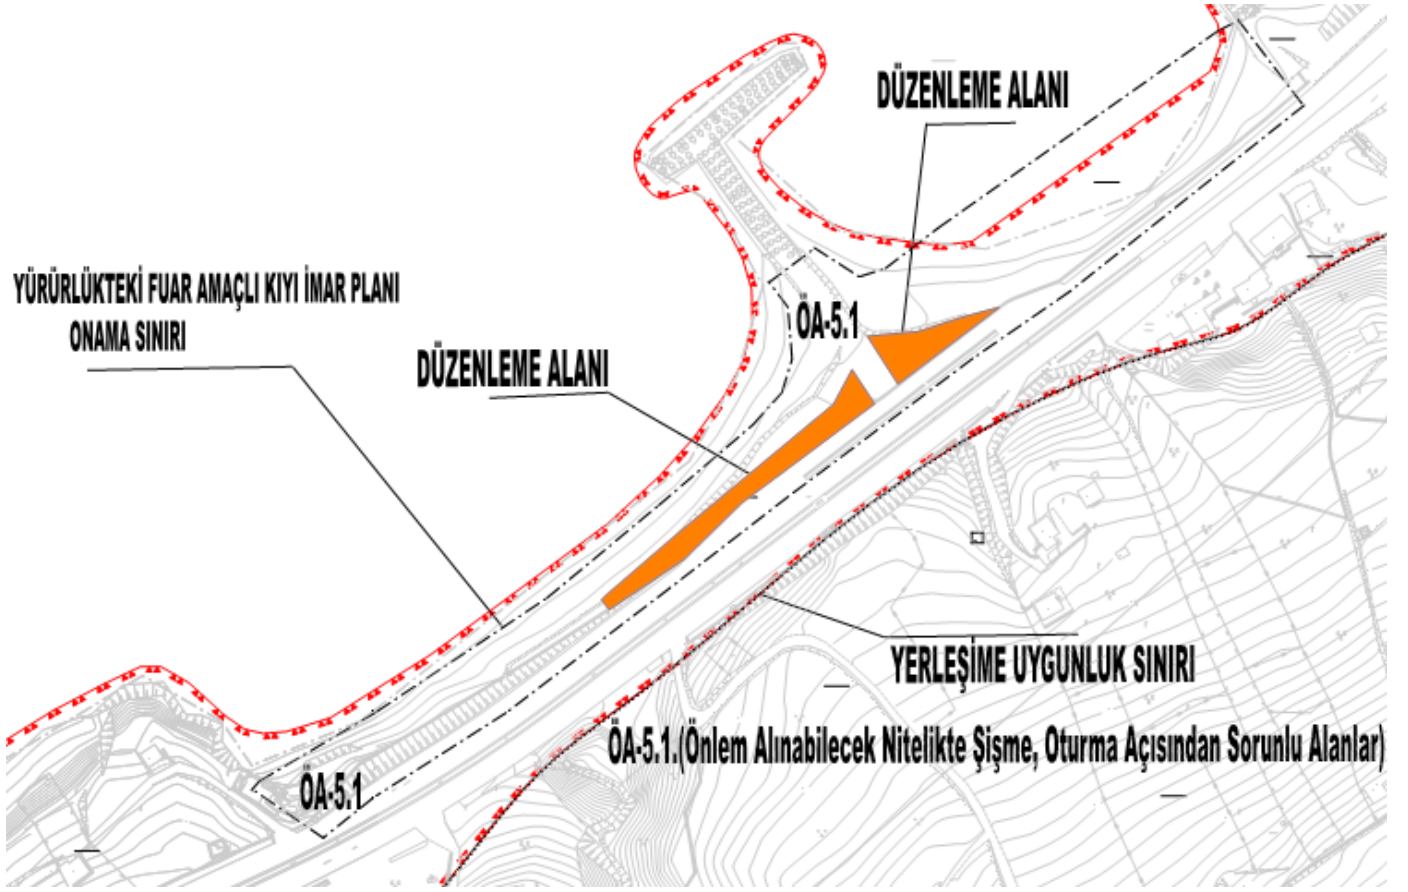 DÜZENLEME ALANI
YÜRÜRLÜKTEKİ FUAR AMAÇLI KIYI İMAR PLANI
ONAMA SINIRI
ÖA-5.1
DÜZENLEME ALANI
YERLEŞİME UYGUNLUK SINIRI
ÖA-5.1.(Önlem Alınabilecek Nitelikte Şişme, Oturma Açısından Sorunlu Alanlar)
ÖA-5.1